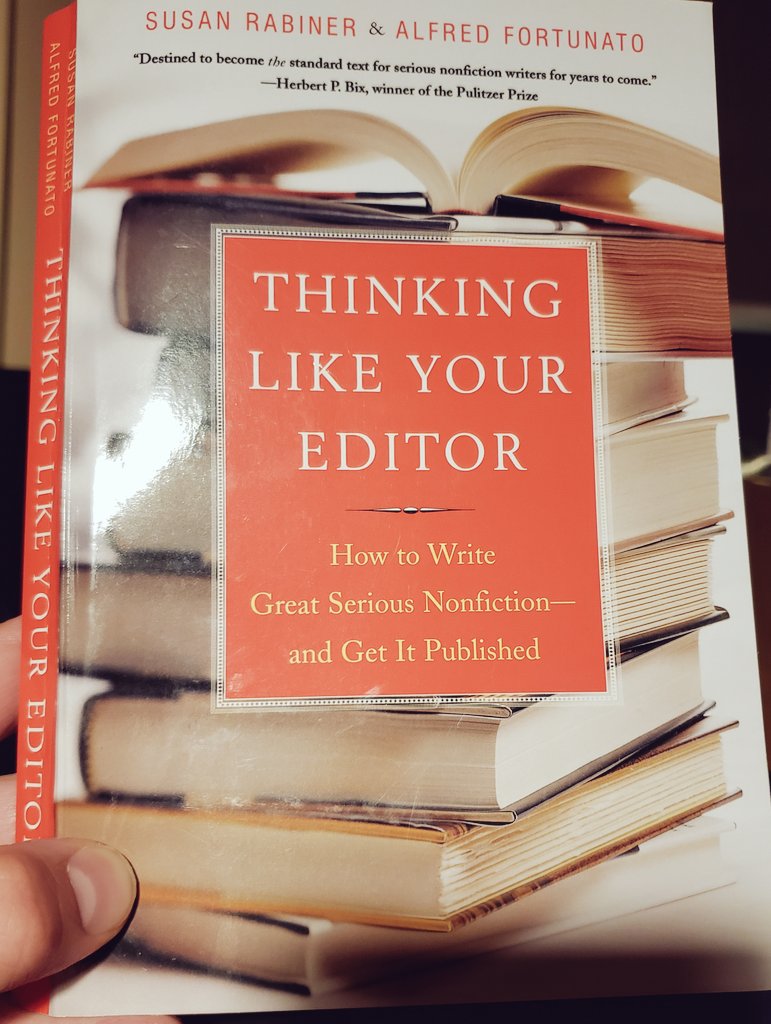 SUSAN RABINER & ALFRED FORTUNATO
“Destined to become the standard text for serious nonfiction writers for years to come.”
—Herbert P. Bix, winner of the Pulitzer Prize
THINKING
LIKE YOUR
EDITOR
How to Write
Great Serious Nonfiction—
and Get It Published
SUSAN RABINER
ALFRED FORTUNATO
THINKING LIKE YOUR EDITO